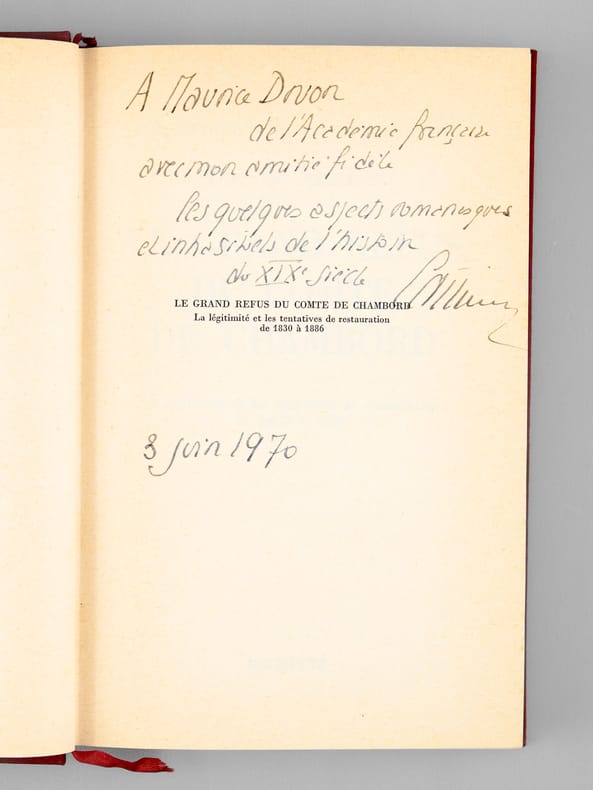 A Maurice Druon
de l'Académie française
avec mon amitié fidèle
ces quelques aspects romanesques
et inhabituels de l'histoire
du XIXe siècle
LE GRAND REFUS DU COMTE DE CHAMBORD
La légitimité et les tentatives de restauration
de 1830 à 1886
3 juin 1970